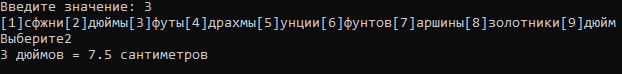 Введите значение: 3
[1]сфжни[2]дюймы[3]футы[4]драхмы[5]унции[6]фунтов[7]аршины[8]золотники[9]дюйм
Выберите2
3 дюймов = 7.5 сантиметров